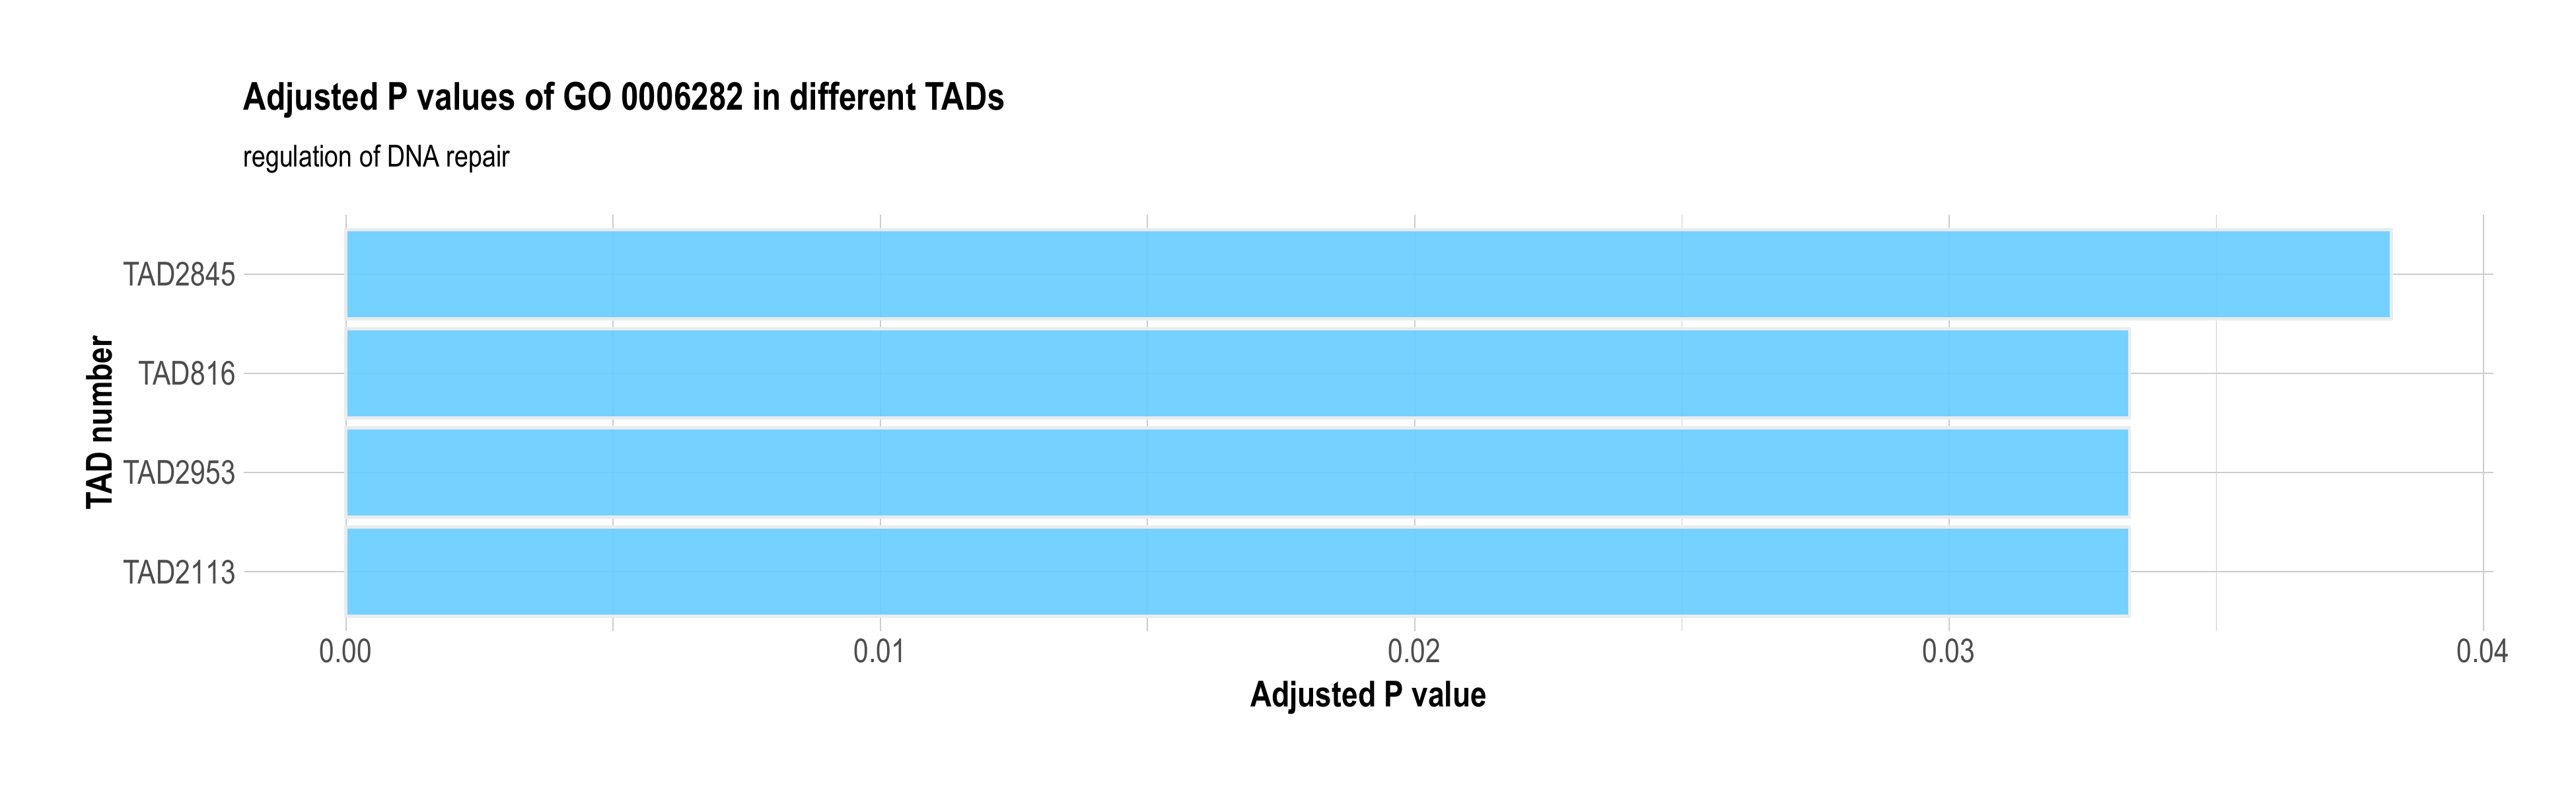 Adjusted P values of GO 0006282 in different TADs
regulation of DNA repair
TAD number
TAD2845
TAD816
TAD2953
TAD2113
0.00 0.01 0.02 0.03 0.04
Adjusted P value